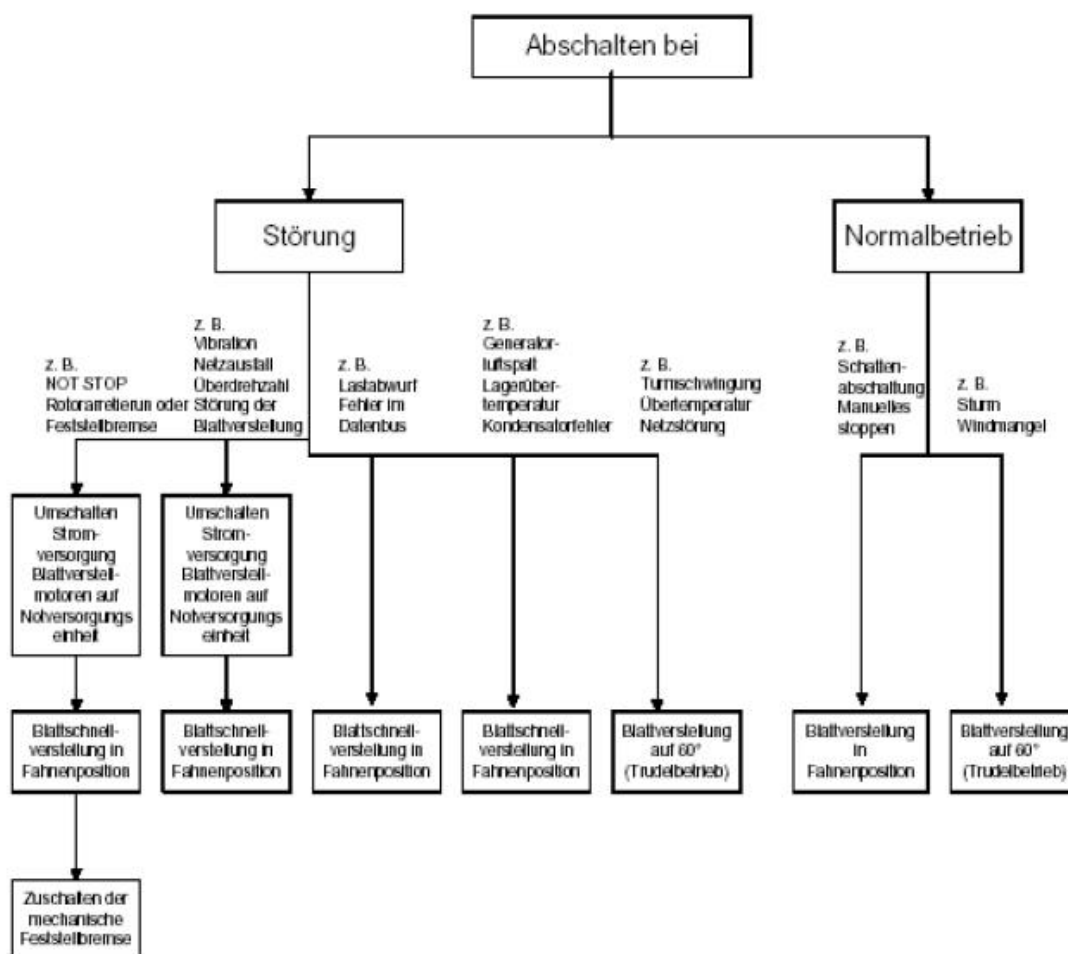 Abschalten bei
Störung
Normalbetrieb
z. B.
NOT STOP
Rotorarretierun oder
Feststellbremse
z. B.
Vibration
Netzausfall
Überdrehzahl
Störung der
Blattverstellung
z. B.
Lastabwurf
Fehler im
Datenbus
z. B.
Generator-
luftspalt
Lagerüber-
temperatur
Kondensatorfehler
z. B.
Turmschwingung
Übertemperatur
Netzstörung
z. B.
Schatten-
abschaltung
Manuelles
stoppen
z. B.
Sturm
Windmangel
Umschalten
Strom-
versorgung
Blattverstell-
motoren auf
Notversorgungs
einheit
Umschalten
Strom-
versorgung
Blattverstell-
motoren auf
Notversorgungs
einheit
Blattschnell-
verstellung in
Fahnenposition
Blattschnell-
verstellung in
Fahnenposition
Blattschnell-
verstellung in
Fahnenposition
Blattschnell-
verstellung in
Fahnenposition
Blattverstellung
auf 60°
(Trudelbetrieb)
Blattverstellung
in
Fahnenposition
Blattverstellung
auf 60°
(Trudelbetrieb)
Zuschalten der
mechanische
Feststellbremse